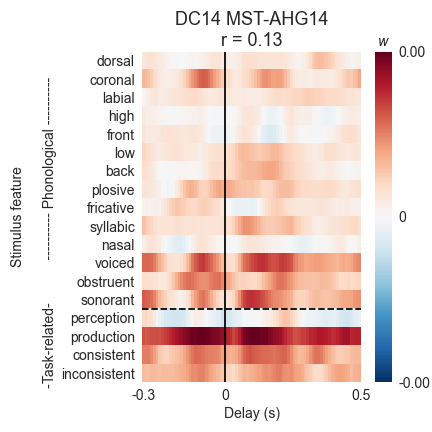 DC14 MST-AHG14
r = 0.13
w
Stimulus feature
---------- Phonological ----------
-Task-related-
dorsal
coronal
labial
high
front
low
back
plosive
fricative
syllabic
nasal
voiced
obstruent
sonorant
perception
production
consistent
inconsistent
-0.3
0
0.5
Delay (s)
0.00
0
-0.00